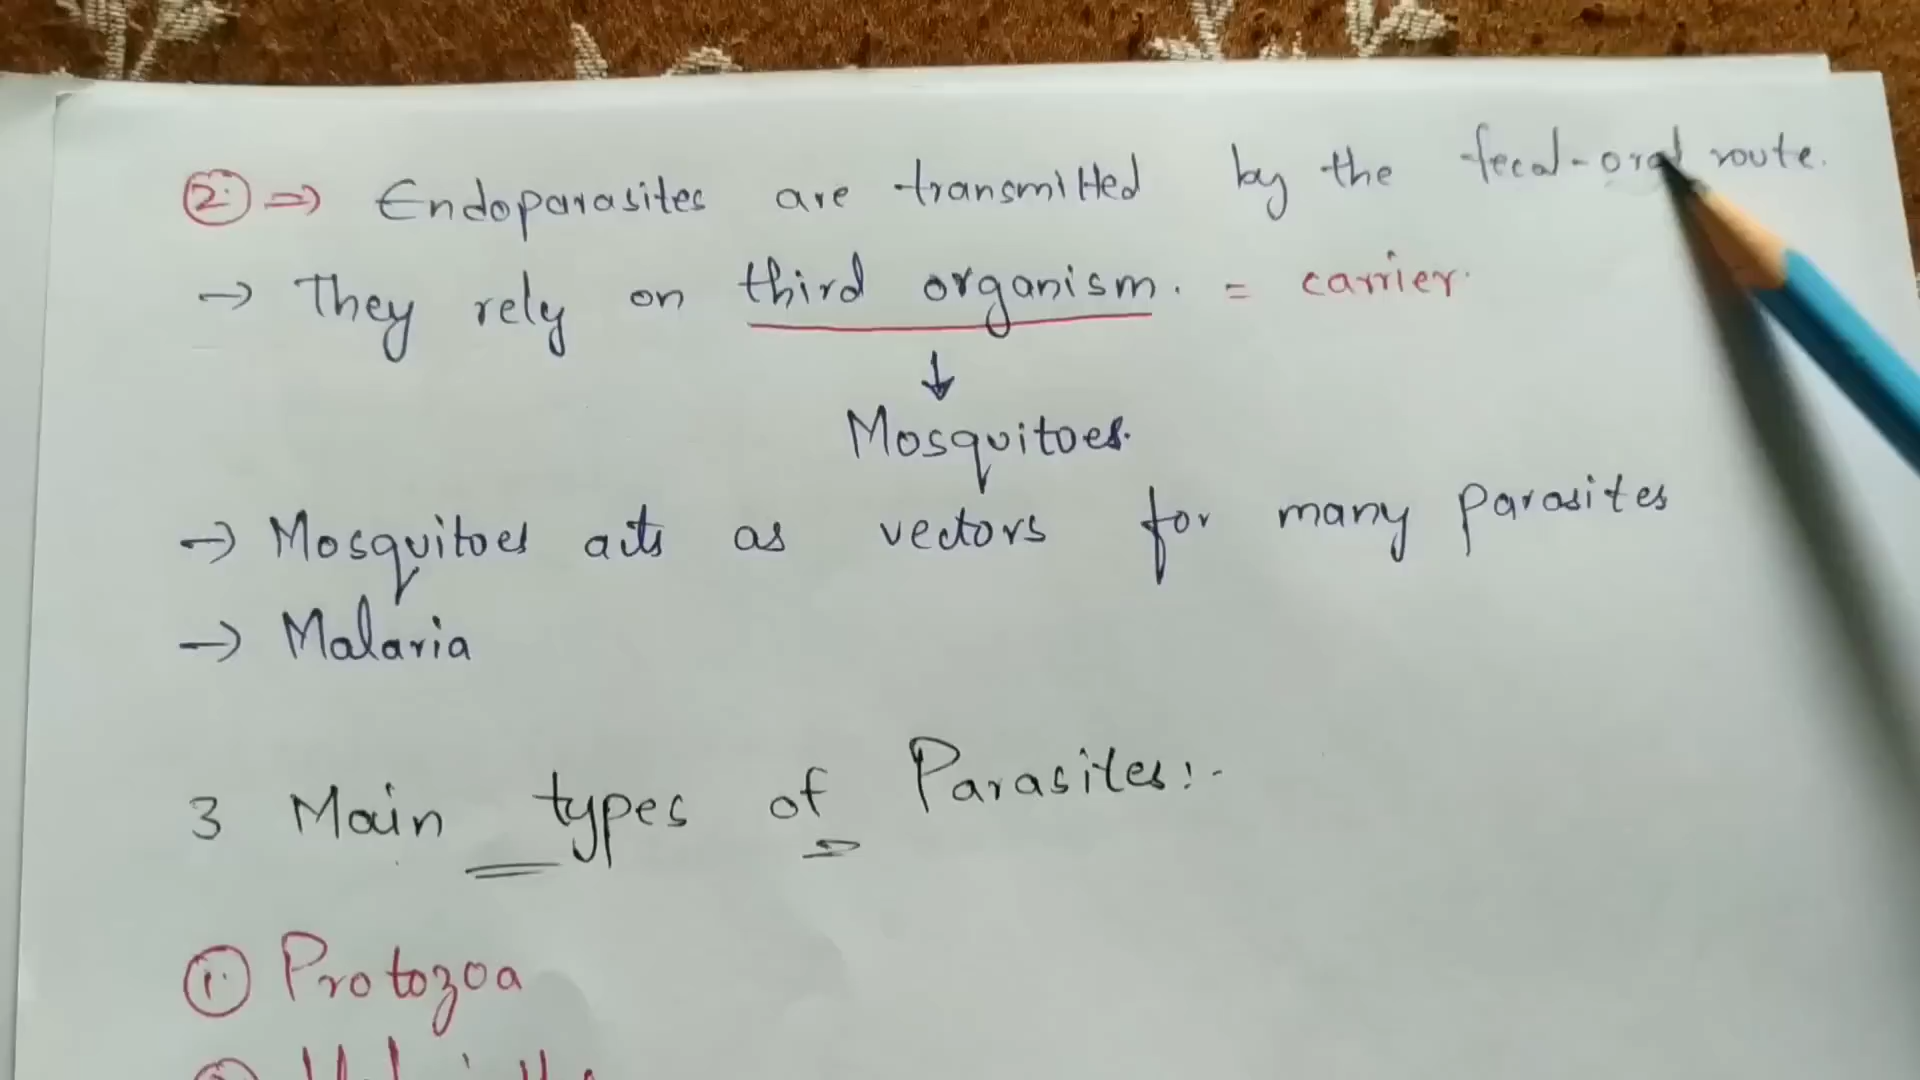 2. => Endoparasites are transmitted by the fecal-oral route.
-> They rely on third organism. = carrier.
↓
Mosquitoes.
-> Mosquitoes acts as vectors for many parasites
-> Malaria
3 Main types of Parasites:-
1. Protozoa